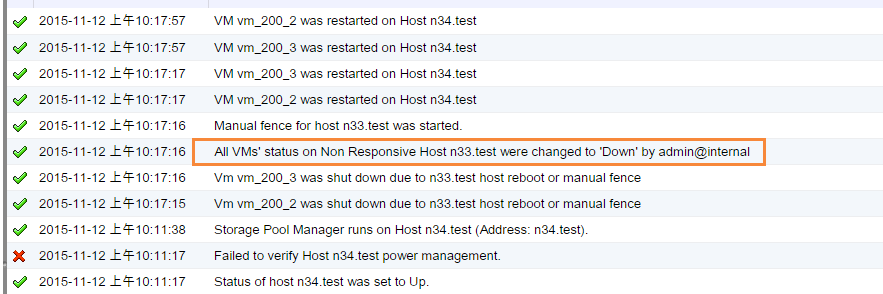 2015-11-12 上午10:17:57 VM vm_200_2 was restarted on Host n34.test
2015-11-12 上午10:17:57 VM vm_200_3 was restarted on Host n34.test
2015-11-12 上午10:17:17 VM vm_200_3 was restarted on Host n34.test
2015-11-12 上午10:17:17 VM vm_200_2 was restarted on Host n34.test
2015-11-12 上午10:17:16 Manual fence for host n33.test was started.
2015-11-12 上午10:17:16 All VMs' status on Non Responsive Host n33.test were changed to 'Down' by admin@internal
2015-11-12 上午10:17:16 Vm vm_200_3 was shut down due to n33.test host reboot or manual fence
2015-11-12 上午10:17:15 Vm vm_200_2 was shut down due to n33.test host reboot or manual fence
2015-11-12 上午10:11:38 Storage Pool Manager runs on Host n34.test (Address: n34.test).
2015-11-12 上午10:11:17 Failed to verify Host n34.test power management.
2015-11-12 上午10:11:17 Status of host n34.test was set to Up.